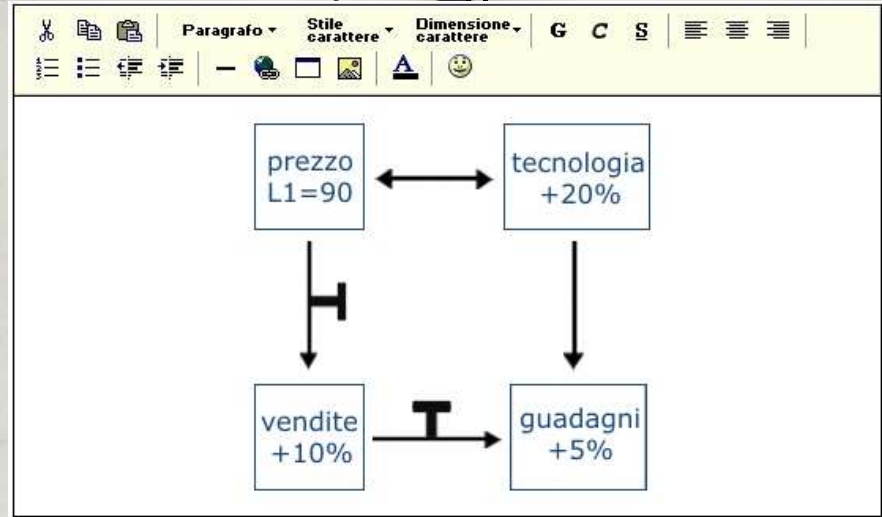 Paragrafo Stile carattere Dimensione carattere G C S
A
prezzo
L1=90
tecnologia
+20%
vendite
+10%
guadagni
+5%